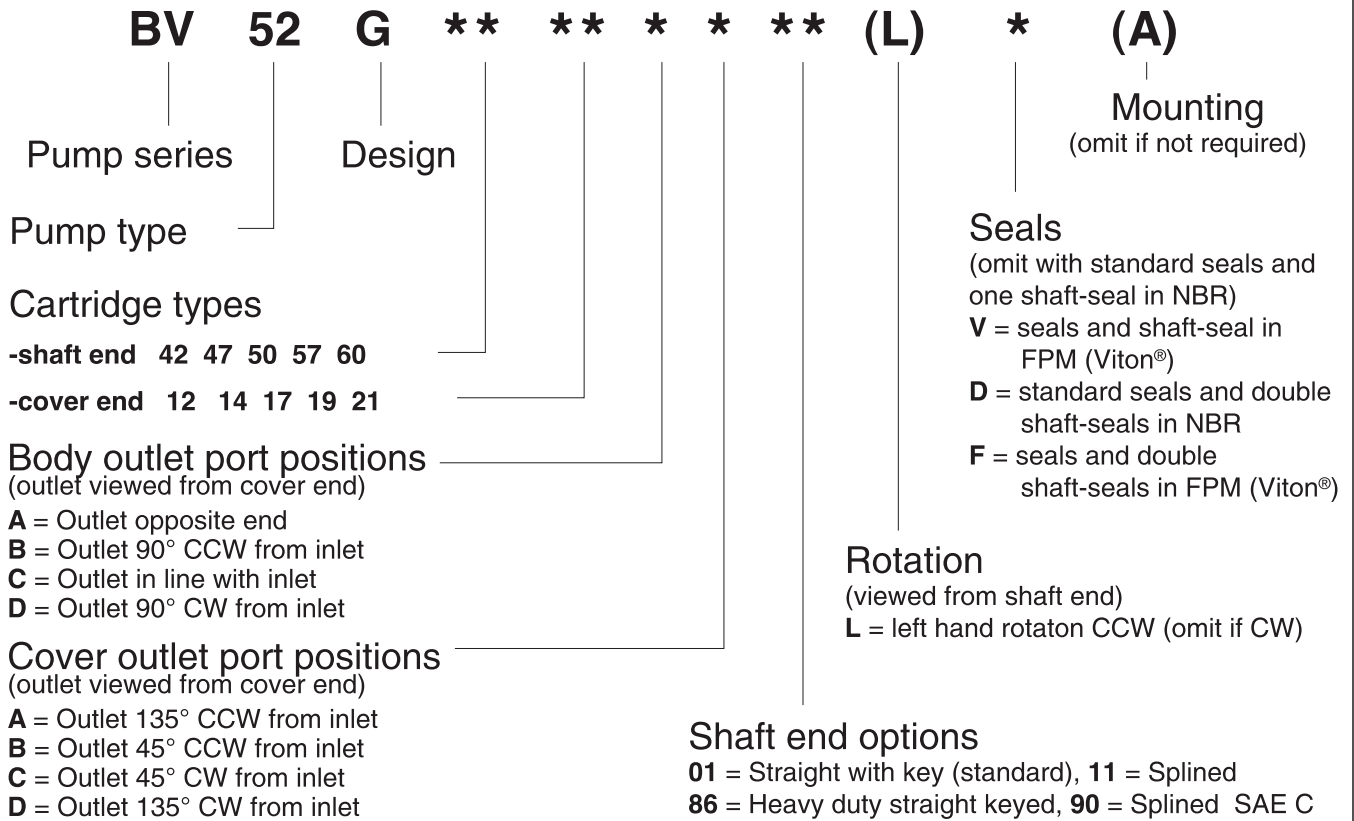 BV 52 G ** ** * * ** (L) * (A)
Mounting
(omit if not required)
Pump series
Design
Pump type
Cartridge types
-shaft end 42 47 50 57 60
-cover end 12 14 17 19 21
Body outlet port positions
(outlet viewed from cover end)
A = Outlet opposite end
B = Outlet 90° CCW from inlet
C = Outlet in line with inlet
D = Outlet 90° CW from inlet
Cover outlet port positions
(outlet viewed from cover end)
A = Outlet 135° CCW from inlet
B = Outlet 45° CCW from inlet
C = Outlet 45° CW from inlet
D = Outlet 135° CW from inlet
Seals
(omit with standard seals and
one shaft-seal in NBR)
V = seals and shaft-seal in
FPM (Viton®)
D = standard seals and double
shaft-seals in NBR
F = seals and double
shaft-seals in FPM (Viton®)
Rotation
(viewed from shaft end)
L = left hand rotaton CCW (omit if CW)
Shaft end options
01 = Straight with key (standard), 11 = Splined
86 = Heavy duty straight keyed, 90 = Splined SAE C